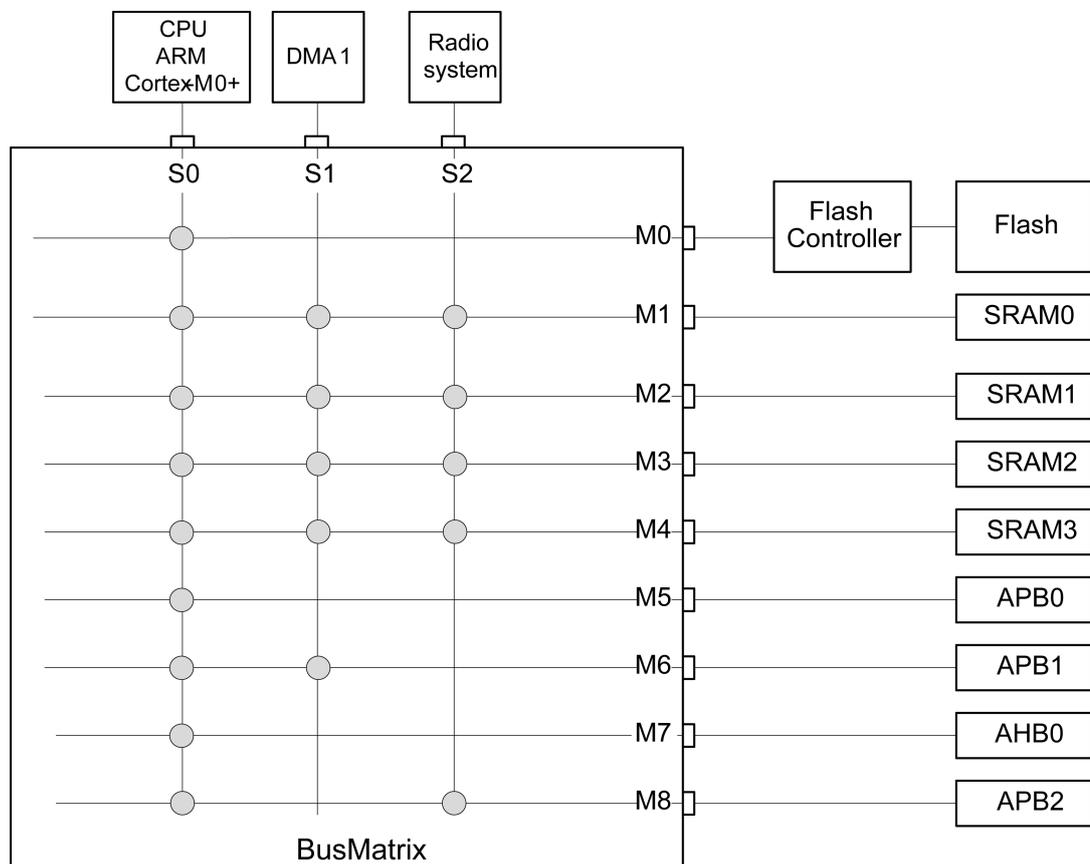 CPU
ARM
Cortex-M0+
DMA1
Radio
system
S0
S1
S2
M0
Flash
Controller
Flash
M1
SRAM0
M2
SRAM1
M3
SRAM2
M4
SRAM3
M5
APB0
M6
APB1
M7
AHB0
M8
APB2
BusMatrix